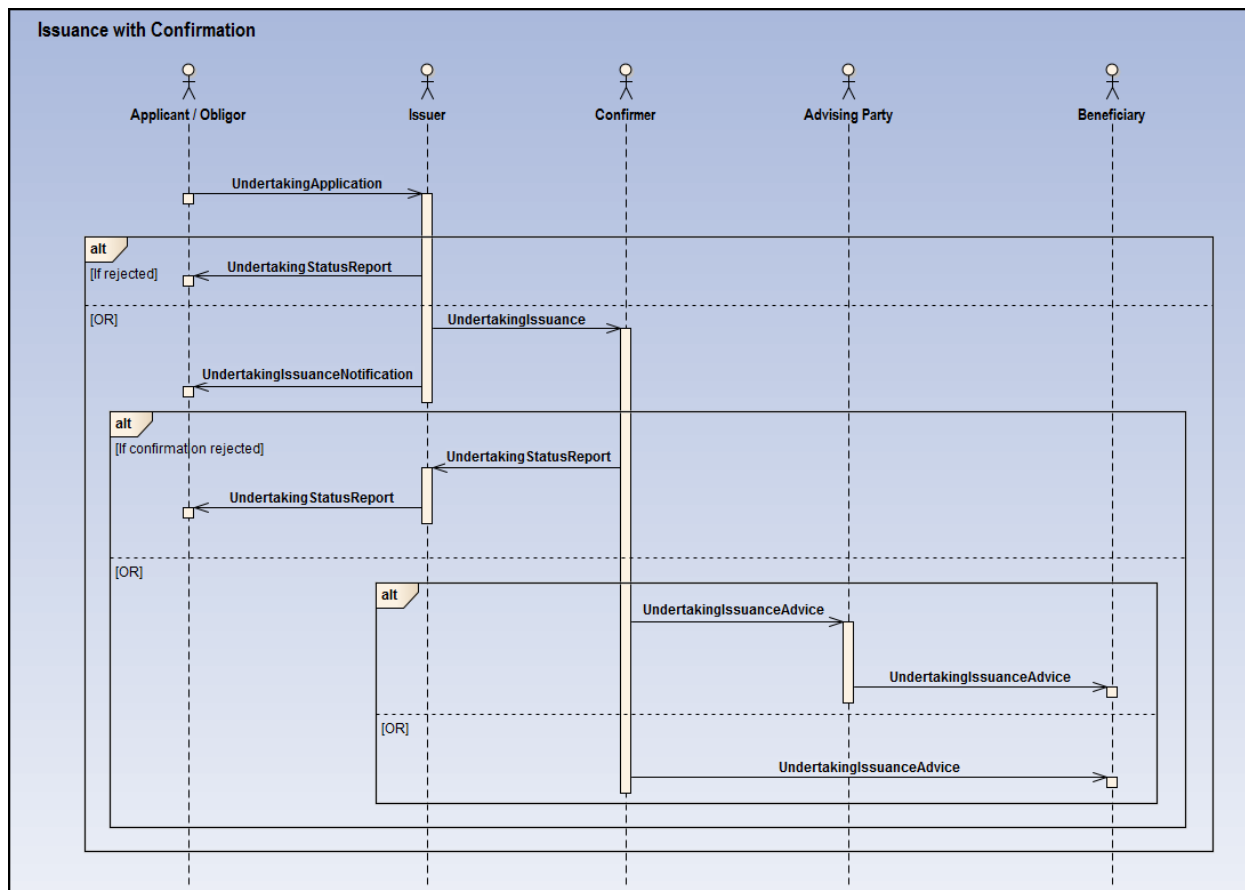 Issuance with Confirmation
Applicant / Obligor
Issuer
Confirmer
Advising Party
Beneficiary
UndertakingApplication
alt
[If rejected]
UndertakingStatusReport
[OR]
UndertakingIssuance
UndertakingIssuanceNotification
alt
[If confirmation rejected]
UndertakingStatusReport
UndertakingStatusReport
[OR]
alt
UndertakingIssuanceAdvice
UndertakingIssuanceAdvice
[OR]
UndertakingIssuanceAdvice